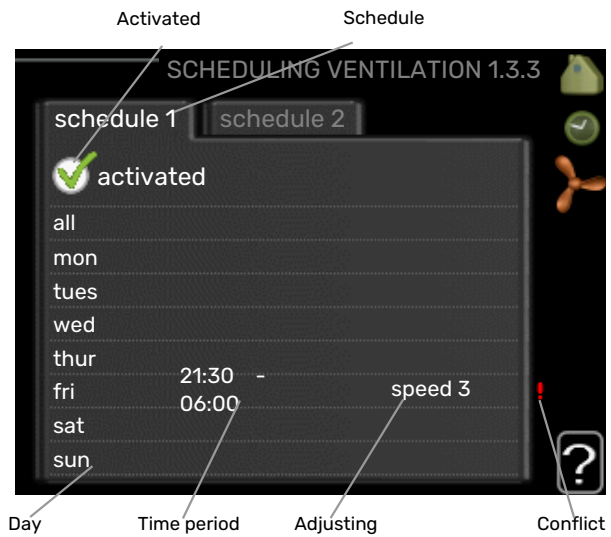 Activated Schedule
SCHEDULING VENTILATION 1.3.3
schedule 1 schedule 2
activated
all
mon
tues
wed
thur
fri 21:30 - speed 3 !
06:00
sat
sun
?
Day Time period Adjusting Conflict